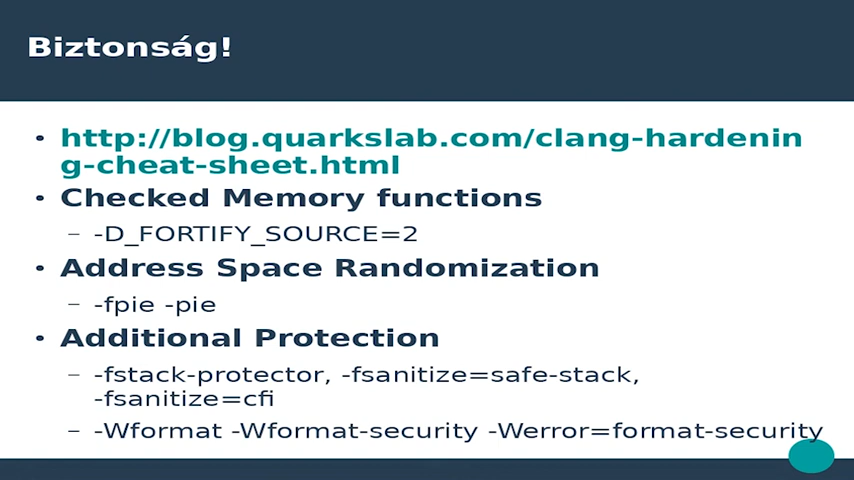 Biztonság!
• http://blog.quarkslab.com/clang-hardenin
g-cheat-sheet.html
• Checked Memory functions
– -D_FORTIFY_SOURCE=2
• Address Space Randomization
– -fpie -pie
• Additional Protection
– -fstack-protector, -fsanitize=safe-stack,
-fsanitize=cfi
– -Wformat -Wformat-security -Werror=format-security